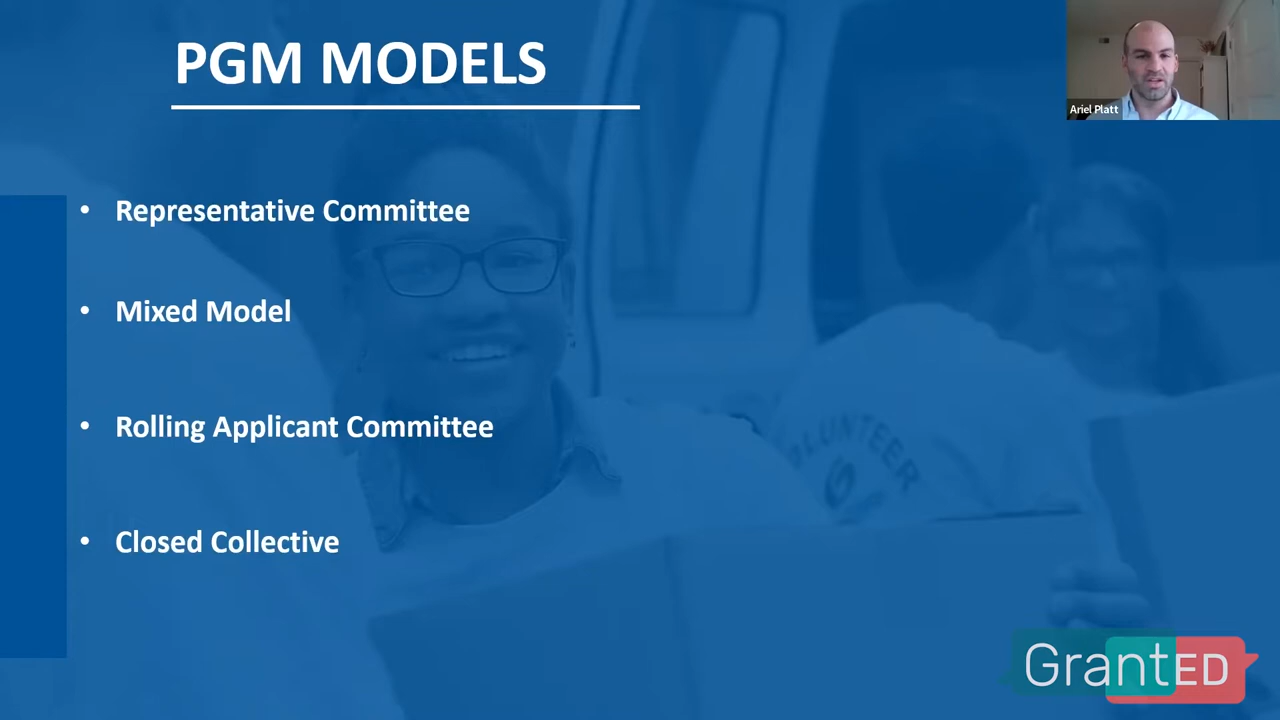 PGM MODELS
Ariel Platt
• Representative Committee
• Mixed Model
• Rolling Applicant Committee
• Closed Collective
GrantED